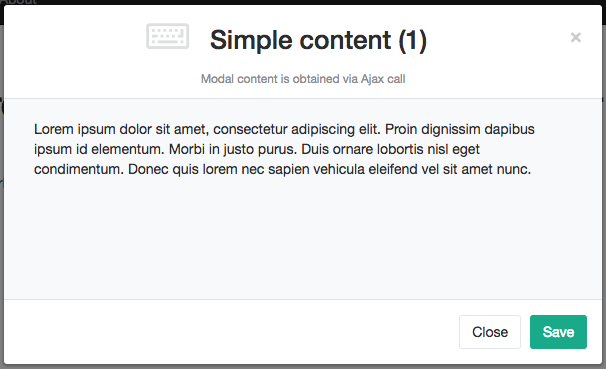 About
Simple content (1)
×
Modal content is obtained via Ajax call
Lorem ipsum dolor sit amet, consectetur adipiscing elit. Proin dignissim dapibus
ipsum id elementum. Morbi in justo purus. Duis ornare lobortis nisl eget
condimentum. Donec quis lorem nec sapien vehicula eleifend vel sit amet nunc.
Close
Save